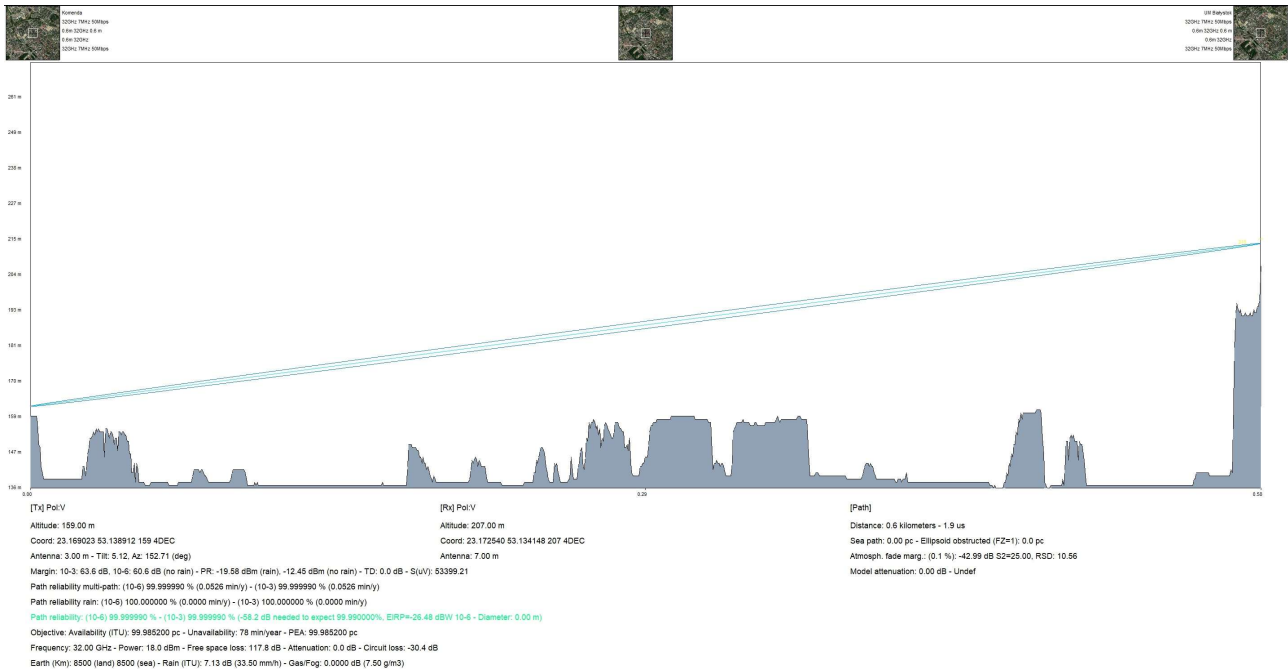 Komenda
32GHz 7MHz 50Mbps
0.6m 32GHz 0.6 m
0.6m 32GHz
32GHz 7MHz 50Mbps
UM Bialystok
32GHz 7MHz 50Mbps
0.6m 32GHz 0.6 m
0.6m 32GHz
32GHz 7MHz 50Mbps
261 m
249 m
238 m
227 m
215 m
204 m
193 m
181 m
170 m
159 m
147 m
136 m
0.00
0.29
0.58
[Tx] Pol:V
Altitude: 159.00 m
Coord: 23.169023 53.138912 159 4DEC
Antenna: 3.00 m - Tilt: 5.12, Az: 152.71 (deg)
[Rx] Pol:V
Altitude: 207.00 m
Coord: 23.172540 53.134148 207 4DEC
Antenna: 7.00 m
[Path]
Distance: 0.6 kilometers - 1.9 us
Sea path: 0.00 pc - Ellipsoid obstructed (FZ=1): 0.0 pc
Atmosph. fade marg.: (0.1 %): -42.99 dB S2=25.00, RSD: 10.56
Model attenuation: 0.00 dB - Undef
Margin: 10-3: 63.6 dB, 10-6: 60.6 dB (no rain) - PR: -19.58 dBm (rain), -12.45 dBm (no rain) - TD: 0.0 dB - S(uV): 53399.21
Path reliability multi-path: (10-6) 99.999990 % (0.0526 min/y) - (10-3) 99.999990 % (0.0526 min/y)
Path reliability rain: (10-6) 100.000000 % (0.0000 min/y) - (10-3) 100.000000 % (0.0000 min/y)
Path reliability: (10-6) 99.999990 % - (10-3) 99.999990 % (-58.2 dB needed to expect 99.990000%, EIRP=-26.48 dBW 10-6 - Diameter: 0.00 m)
Objective: Availability (ITU): 99.985200 pc - Unavailability: 78 min/year - PEA: 99.985200 pc
Frequency: 32.00 GHz - Power: 18.0 dBm - Free space loss: 117.8 dB - Attenuation: 0.0 dB - Circuit loss: -30.4 dB
Earth (Km): 8500 (land) 8500 (sea) - Rain (ITU): 7.13 dB (33.50 mm/h) - Gas/Fog: 0.0000 dB (7.50 g/m3)